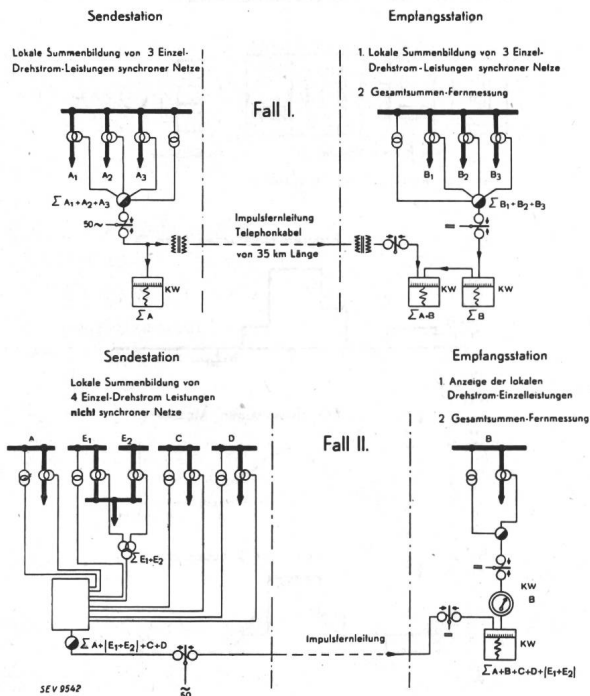 Sendestation
Lokale Summenbildung von 3 Einzel-
Drehstrom-Leistungen synchroner Netze
Fall I.
Empfangsstation
1. Lokale Summenbildung von 3 Einzel-
Drehstrom-Leistungen synchroner Netze
2 Gesamtsummen-Fernmessung
A1 A2 A3
∑ A1+A2+A3
50~
KW
∑A
Impulsfernleitung
Telephonkabel
von 35 km Länge
B1 B2 B3
∑B1+B2+B3
=
KW
KW
∑A+B
∑B
Sendestation
Lokale Summenbildung von
4 Einzel-Drehstrom Leistungen
nicht synchroner Netze
A E1 E2 C D
∑E1+E2
∑A+|E1+E2|+C+D
≈
50
Fall II.
Impulsfernleitung
Empfangsstation
1. Anzeige der lokalen
Drehstrom-Einzelleistungen
2 Gesamtsummen-Fernmessung
B
=
KW
B
=
KW
∑A+B+C+D+|E1+E2|
SEV 9542